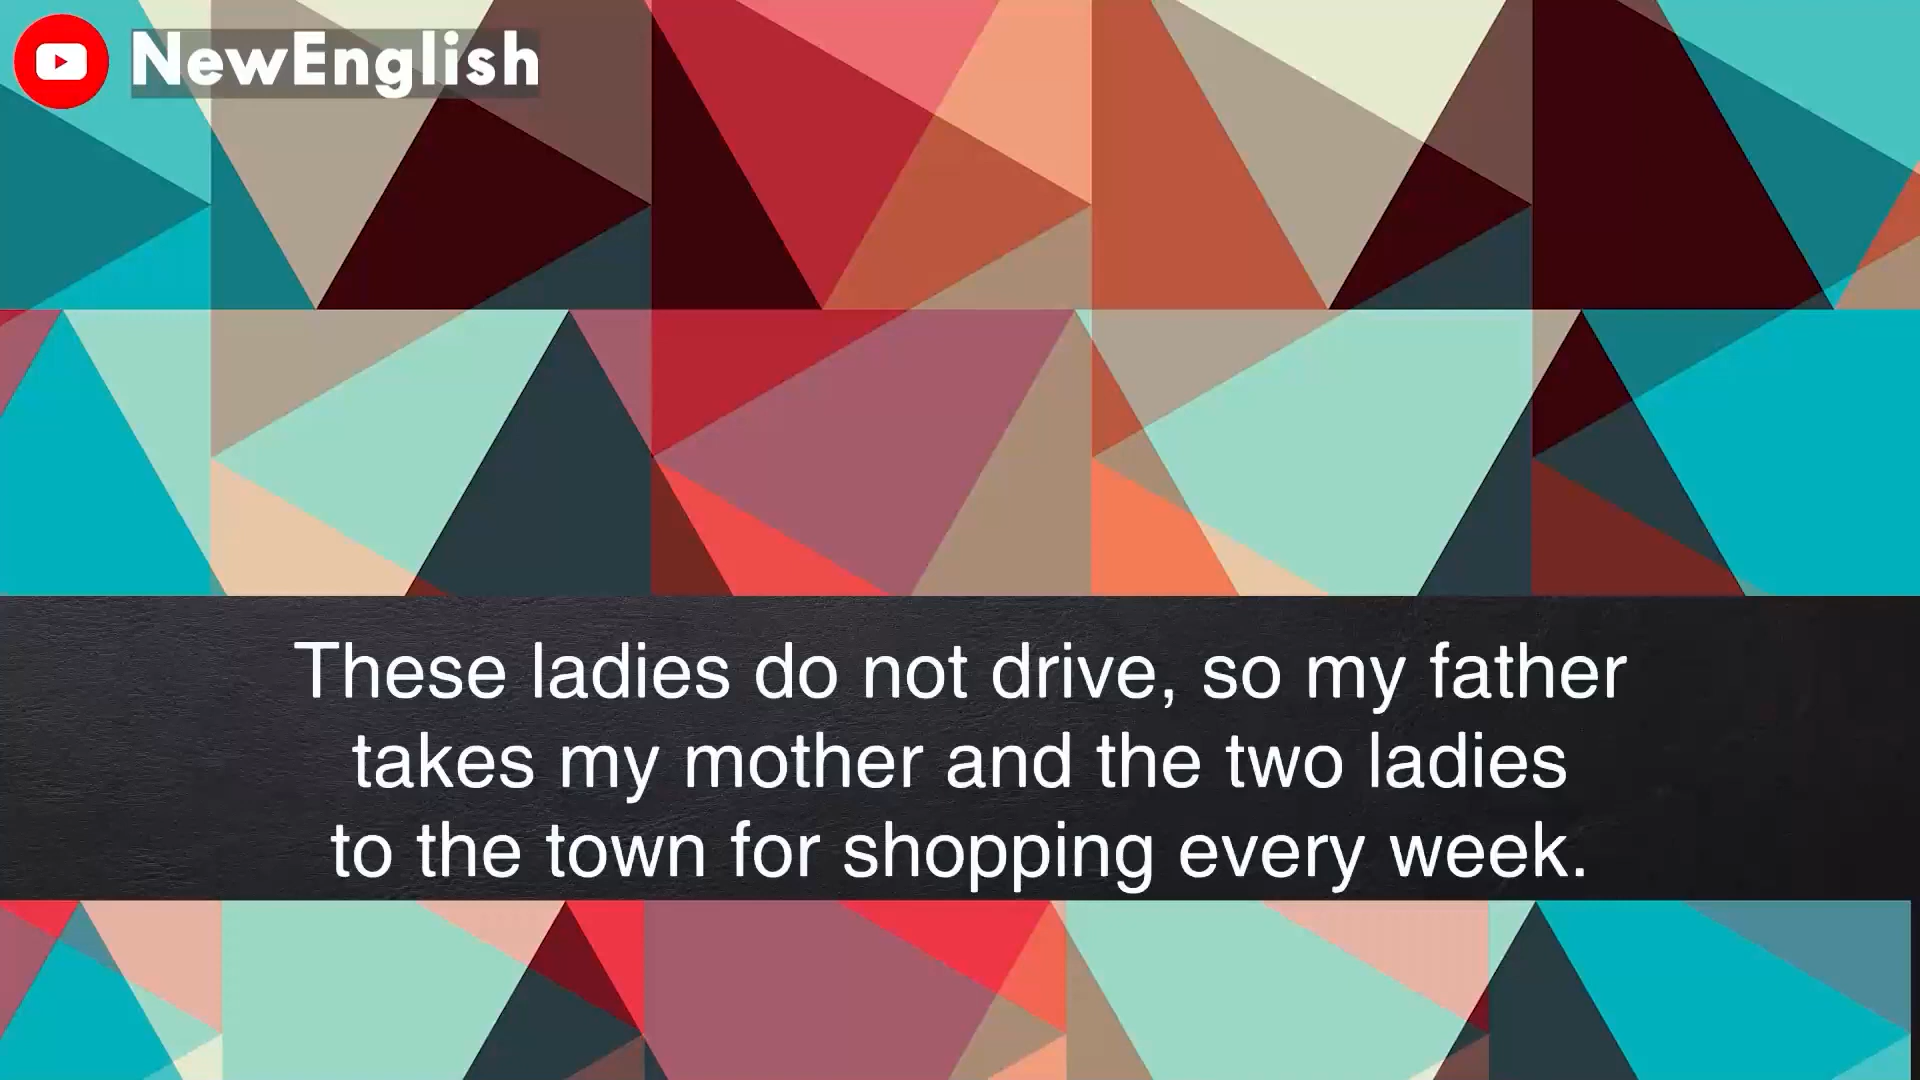 NewEnglish
These ladies do not drive, so my father
takes my mother and the two ladies
to the town for shopping every week.